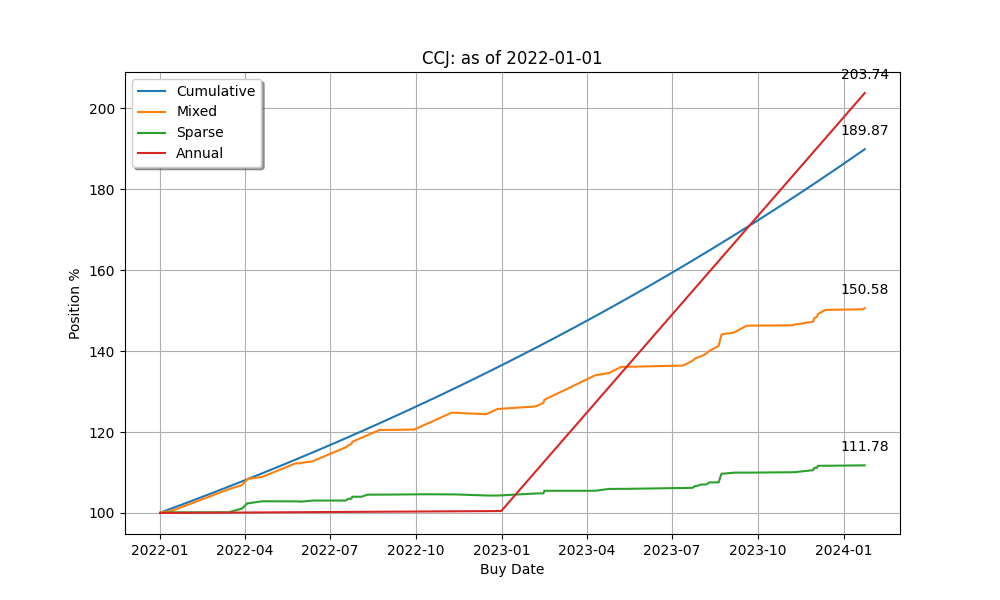 CCJ: as of 2022-01-01
203.74
Cumulative
Mixed
Sparse
Annual
189.87
150.58
111.78
200
180
160
140
120
100
Position %
2022-01 2022-04 2022-07 2022-10 2023-01 2023-04 2023-07 2023-10 2024-01
Buy Date